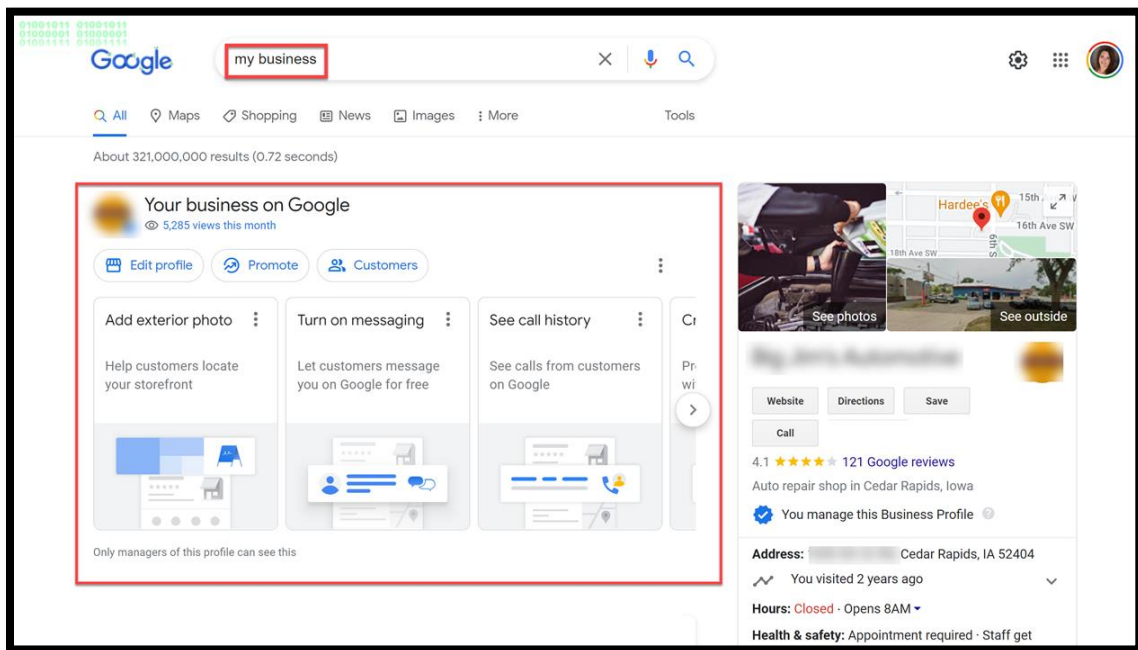 01001011 01001011
01000001 01000001
01001111 01001111
Google
my business
All
Maps
Shopping
News
Images
More
Tools
About 321,000,000 results (0.72 seconds)
Your business on Google
5,285 views this month
Edit profile
Promote
Customers
Add exterior photo
Help customers locate
your storefront
Turn on messaging
Let customers message
you on Google for free
See call history
See calls from customers
on Google
Only managers of this profile can see this
Hardee's
15th
16th Ave SW
18th Ave SW
6th S
See photos
See outside
Website
Directions
Save
Call
4.1
121 Google reviews
Auto repair shop in Cedar Rapids, Iowa
You manage this Business Profile
Address: Cedar Rapids, IA 52404
You visited 2 years ago
Hours: Closed · Opens 8AM
Health & safety: Appointment required · Staff get